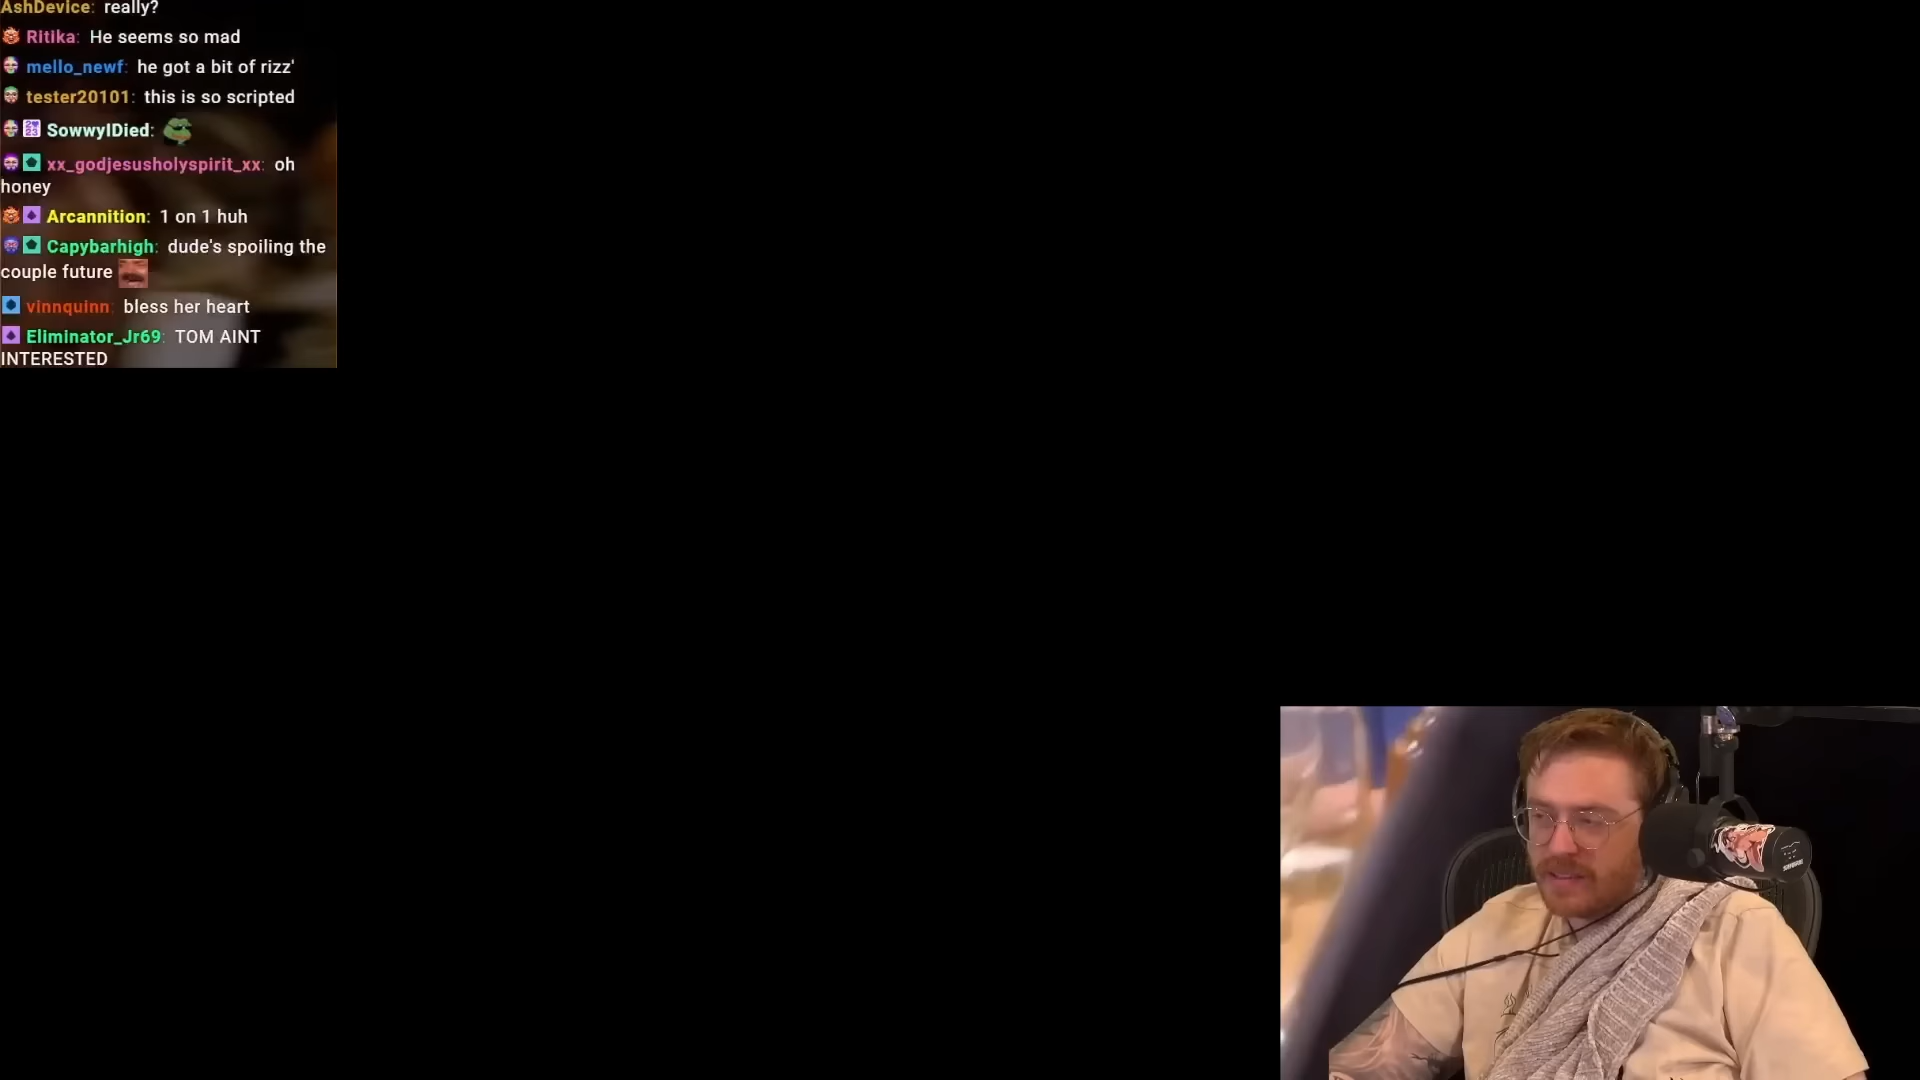 AshDevice: really?
Ritika: He seems so mad
mello_newf: he got a bit of rizz'
tester20101: this is so scripted
SowwyIDied:
xx_godjesusholyspirit_xx: oh
honey
Arcannition: 1 on 1 huh
Capybarhigh: dude's spoiling the
couple future
vinnquinn: bless her heart
Eliminator_Jr69: TOM AINT
INTERESTED
SHURE